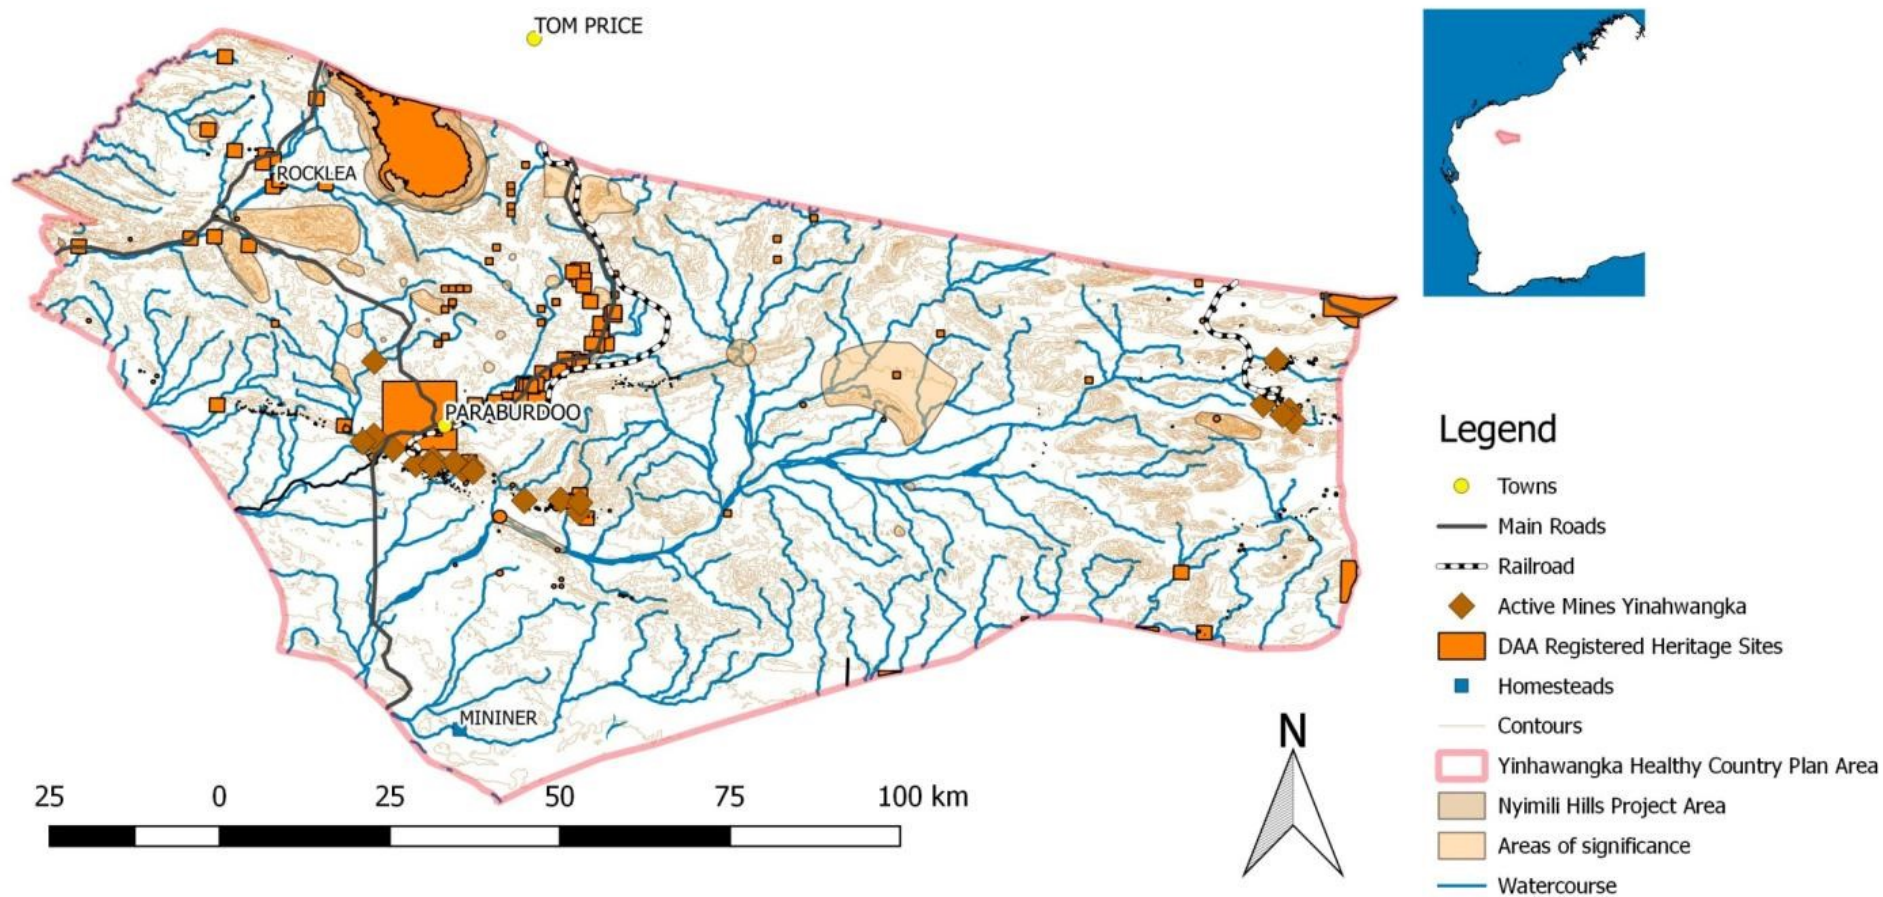 TOM PRICE
ROCKLEA
PARABURDOO
MININER
25 0 25 50 75 100 km
N
Legend
Towns
Main Roads
Railroad
Active Mines Yinahwangka
DAA Registered Heritage Sites
Homesteads
Contours
Yinhawangka Healthy Country Plan Area
Nyimili Hills Project Area
Areas of significance
Watercourse